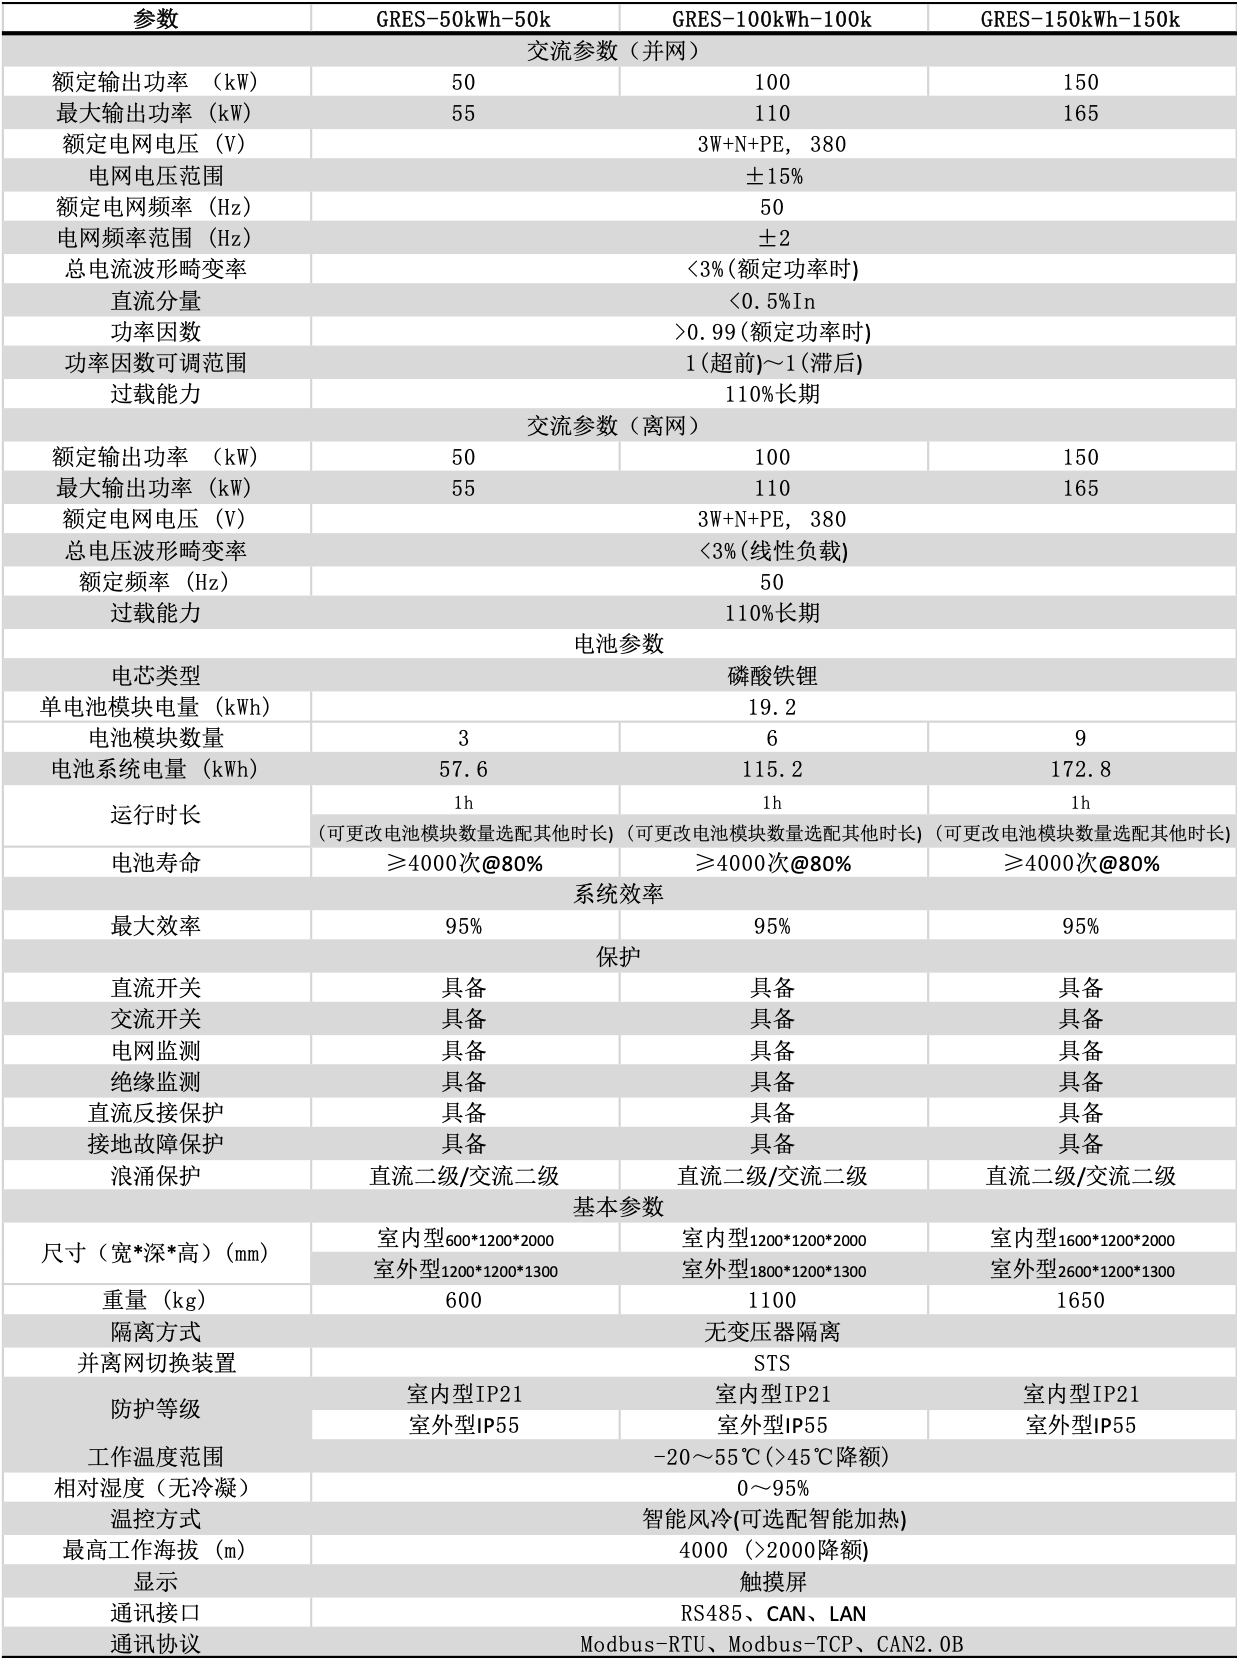 参数 GRES-50kWh-50k GRES-100kWh-100k GRES-150kWh-150k
交流参数（并网）
额定输出功率 （kW) 50 100 150
最大输出功率 (kW) 55 110 165
额定电网电压 (V) 3W+N+PE, 380
电网电压范围 ±15%
额定电网频率 (Hz) 50
电网频率范围 (Hz) ±2
总电流波形畸变率 <3%(额定功率时)
直流分量 <0.5%In
功率因数 >0.99(额定功率时)
功率因数可调范围 1(超前)～1(滞后)
过载能力 110%长期
交流参数（离网）
额定输出功率 （kW) 50 100 150
最大输出功率 (kW) 55 110 165
额定电网电压 (V) 3W+N+PE, 380
总电压波形畸变率 <3%(线性负载)
额定频率 (Hz) 50
过载能力 110%长期
电池参数
电芯类型 磷酸铁锂
单电池模块电量 (kWh) 19.2
电池模块数量 3 6 9
电池系统电量 (kWh) 57.6 115.2 172.8
运行时长 1h 1h 1h
(可更改电池模块数量选配其他时长) (可更改电池模块数量选配其他时长) (可更改电池模块数量选配其他时长)
电池寿命 ≥4000次@80% ≥4000次@80% ≥4000次@80%
系统效率
最大效率 95% 95% 95%
保护
直流开关 具备 具备 具备
交流开关 具备 具备 具备
电网监测 具备 具备 具备
绝缘监测 具备 具备 具备
直流反接保护 具备 具备 具备
接地故障保护 具备 具备 具备
浪涌保护 直流二级/交流二级 直流二级/交流二级 直流二级/交流二级
基本参数
尺寸（宽*深*高）(mm) 室内型600*1200*2000 室内型1200*1200*2000 室内型1600*1200*2000
室外型1200*1200*1300 室外型1800*1200*1300 室外型2600*1200*1300
重量 (kg) 600 1100 1650
隔离方式 无变压器隔离
并离网切换装置 STS
防护等级 室内型IP21 室内型IP21 室内型IP21
室外型IP55 室外型IP55 室外型IP55
工作温度范围 -20～55℃(>45℃降额)
相对湿度（无冷凝） 0～95%
温控方式 智能风冷(可选配智能加热)
最高工作海拔 (m) 4000 (>2000降额)
显示 触摸屏
通讯接口 RS485、CAN、LAN
通讯协议 Modbus-RTU、Modbus-TCP、CAN2.0B